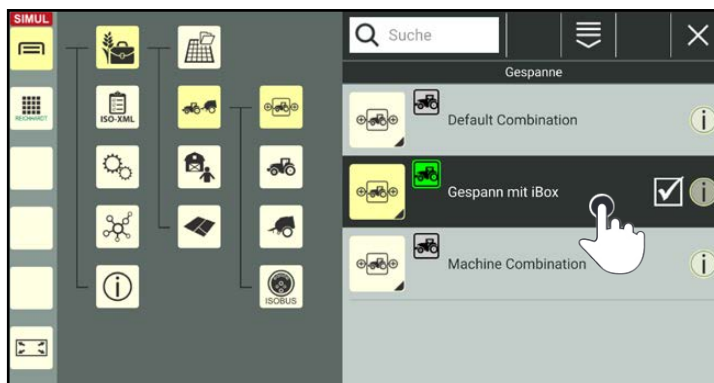 SIMUL
REICHHARDT
ISO-XML
ISOBUS
Suche
Gespanne
Default Combination
Gespann mit iBox
Machine Combination